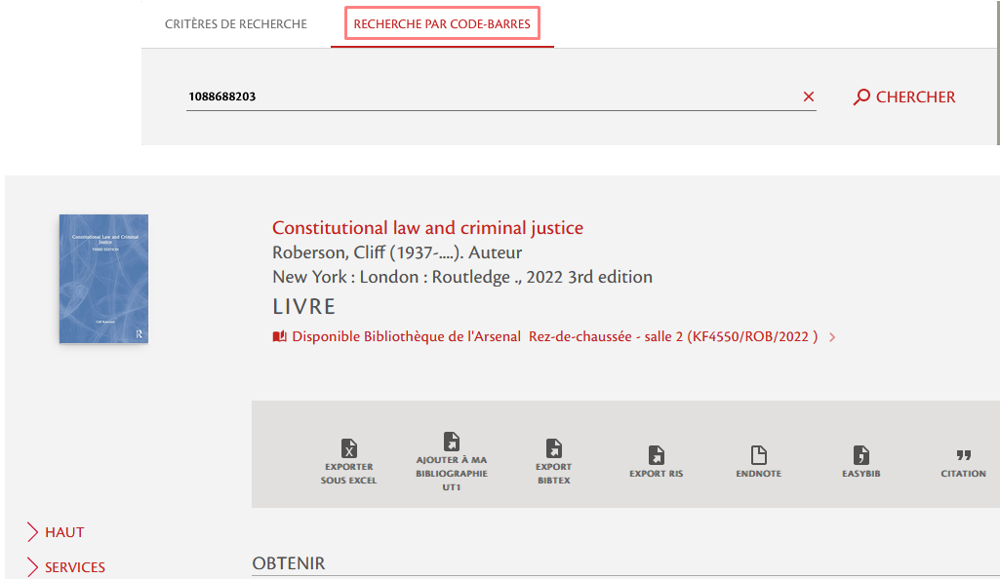 CRITÈRES DE RECHERCHE
RECHERCHE PAR CODE-BARRES
1088688203
CHERCHER
Constitutional Law and Criminal
Justice
THIRD EDITION
Cliff Roberson
R
Constitutional law and criminal justice
Roberson, Cliff (1937-....). Auteur
New York : London : Routledge ., 2022 3rd edition
LIVRE
Disponible Bibliothèque de l'Arsenal Rez-de-chaussée - salle 2 (KF4550/ROB/2022 )
EXPORTER
SOUS EXCEL
AJOUTER À MA
BIBLIOGRAPHIE
UT1
EXPORT
BIBTEX
EXPORT RIS
ENDNOTE
EASYBIB
CITATION
HAUT
SERVICES
OBTENIR